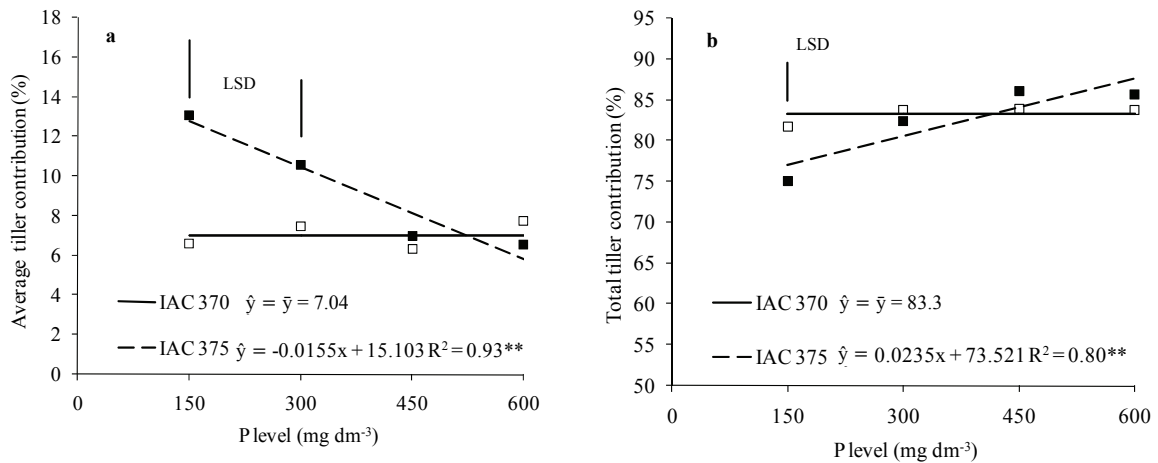 a
LSD
18
16
14
12
10
8
6
4
2
0
Average tiller contribution (%)
IAC 370 ŷ = ȳ = 7.04
IAC 375 ŷ = -0.0155x + 15.103 R² = 0.93**
0 150 300 450 600
P level (mg dm⁻³)
b
LSD
95
90
85
80
75
70
65
60
55
50
Total tiller contribution (%)
IAC 370 ŷ = ȳ = 83.3
IAC 375 ŷ = 0.0235x + 73.521 R² = 0.80**
0 150 300 450 600
P level (mg dm⁻³)